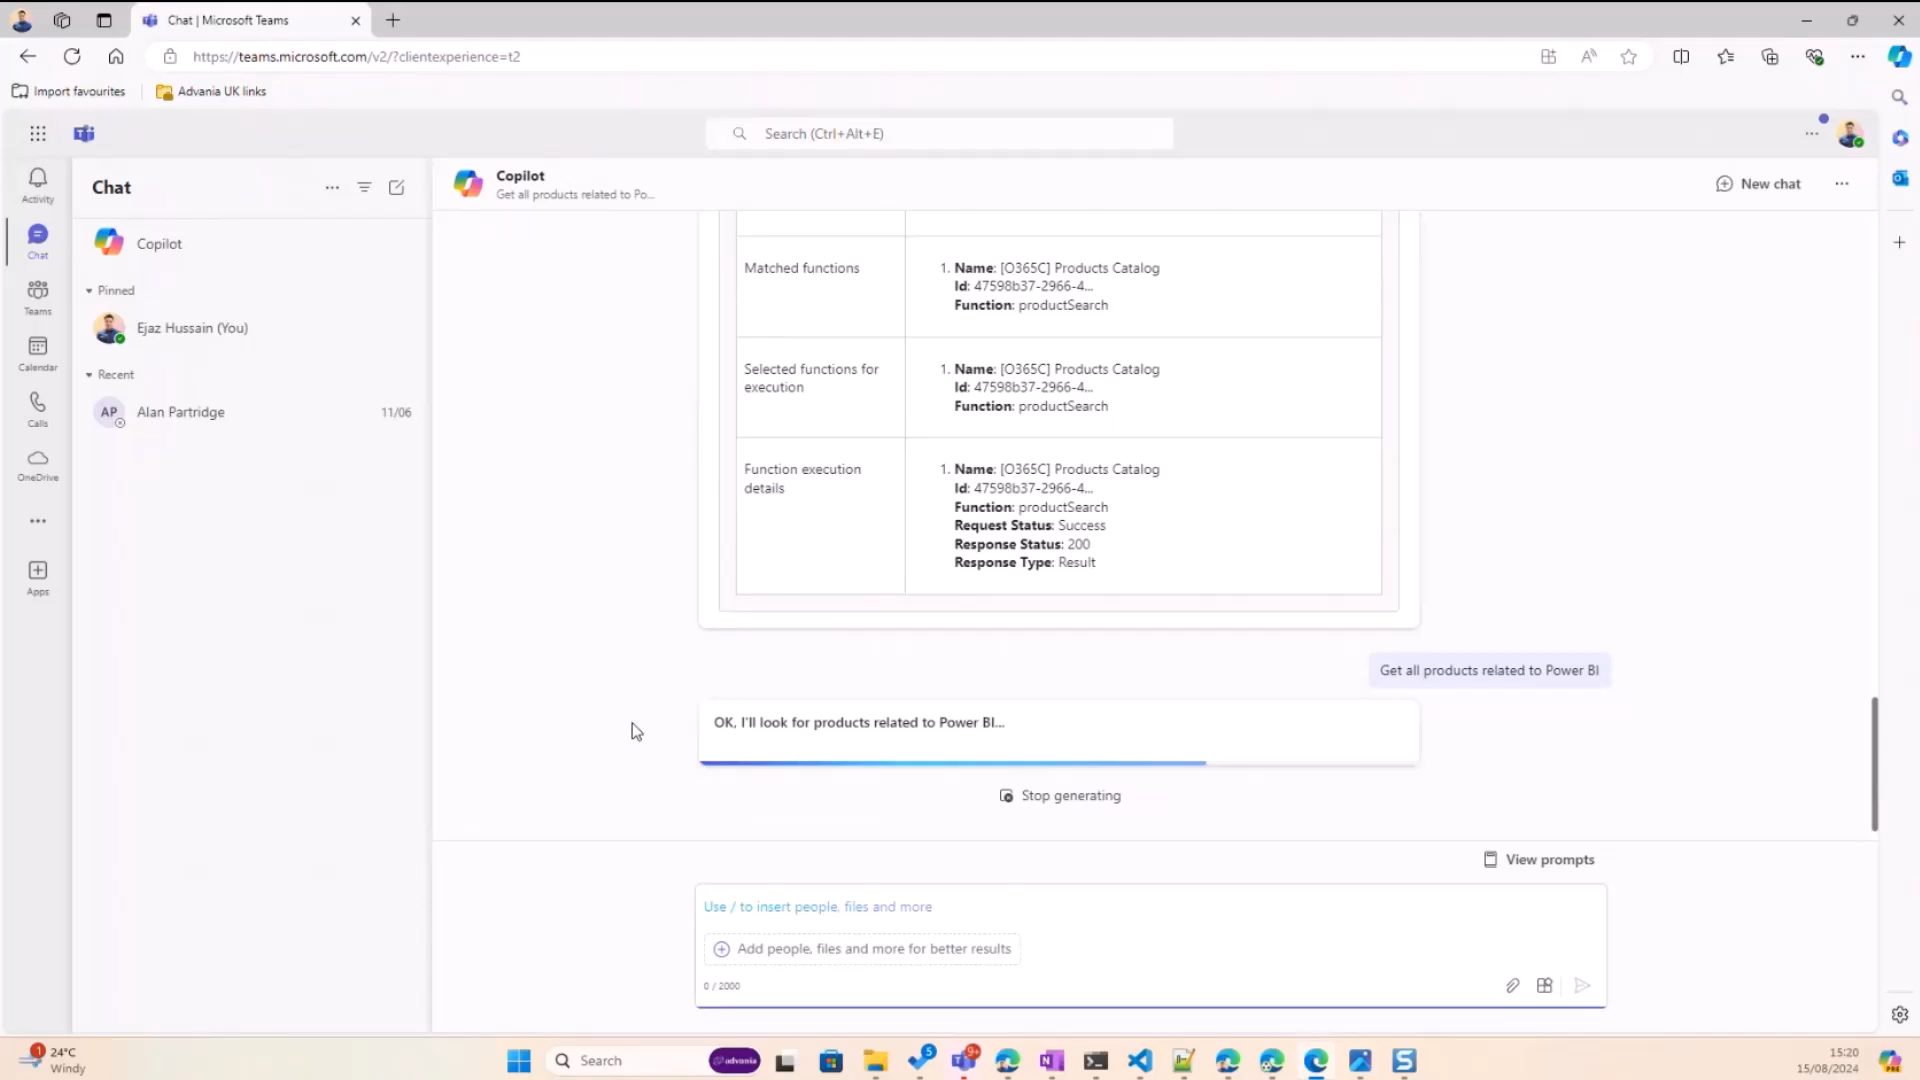 Chat | Microsoft Teams
https://teams.microsoft.com/v2/?clientexperience=t2
Import favourites
Advania UK links
Search (Ctrl+Alt+E)
Activity
Chat
Teams
Calendar
Calls
OneDrive
Apps
Chat
Copilot
Pinned
Ejaz Hussain (You)
Recent
AP
Alan Partridge
11/06
Copilot
Get all products related to Po...
New chat
Matched functions
1. Name: [O365C] Products Catalog
Id: 47598b37-2966-4...
Function: productSearch
Selected functions for
execution
1. Name: [O365C] Products Catalog
Id: 47598b37-2966-4...
Function: productSearch
Function execution
details
1. Name: [O365C] Products Catalog
Id: 47598b37-2966-4...
Function: productSearch
Request Status: Success
Response Status: 200
Response Type: Result
Get all products related to Power BI
OK, I'll look for products related to Power BI...
Stop generating
View prompts
Use / to insert people, files and more
Add people, files and more for better results
0 / 2000
1
24°C
Windy
Search
advania
5
9+
15:20
15/08/2024
PRE